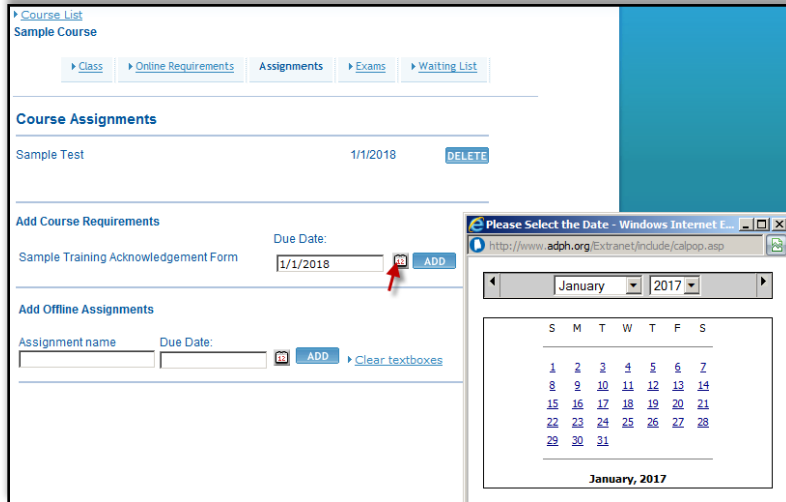 Course List
Sample Course
Class Online Requirements Assignments Exams Waiting List
Course Assignments
Sample Test 1/1/2018 DELETE
Add Course Requirements
Due Date:
Sample Training Acknowledgement Form 1/1/2018 12 ADD
Add Offline Assignments
Assignment name Due Date:
12 ADD Clear textboxes
Please Select the Date - Windows Internet E...
http://www.adph.org/Extranet/include/calpop.asp
January 2017
S M T W T F S
1 2 3 4 5 6 7
8 9 10 11 12 13 14
15 16 17 18 19 20 21
22 23 24 25 26 27 28
29 30 31
January, 2017